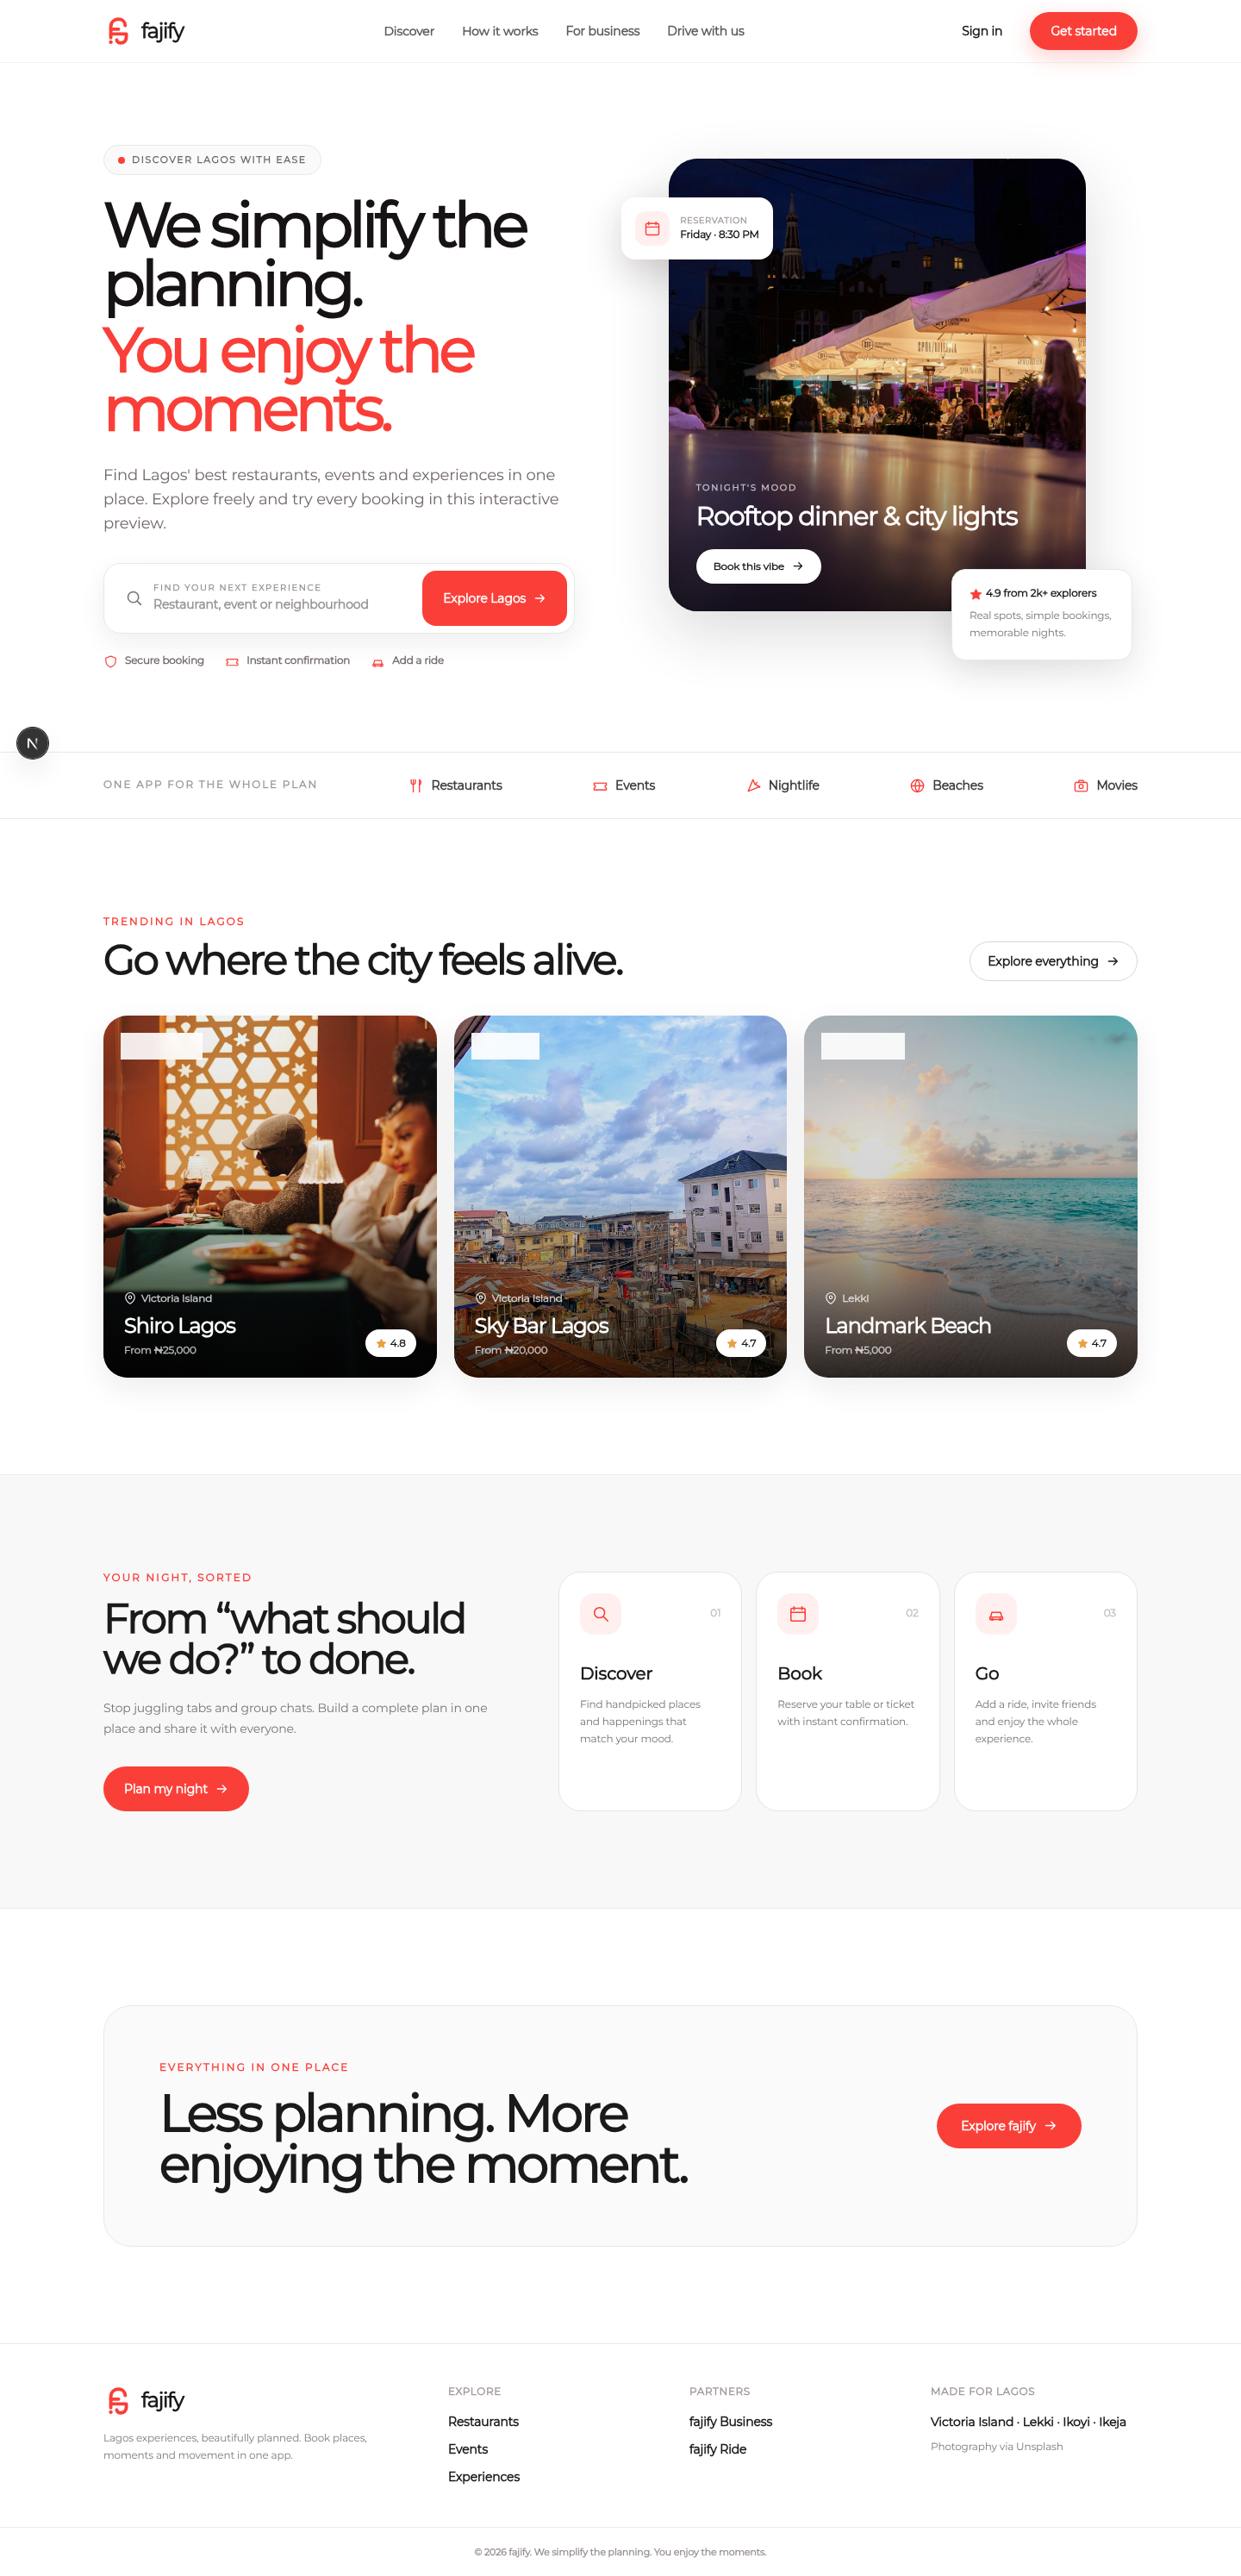 fajify
Discover
How it works
For business
Drive with us
Sign in
Get started
DISCOVER LAGOS WITH EASE
We simplify the
planning.
You enjoy the
moments.
Find Lagos' best restaurants, events and experiences in one
place. Explore freely and try every booking in this interactive
preview.
FIND YOUR NEXT EXPERIENCE
Restaurant, event or neighbourhood
Explore Lagos
Secure booking
Instant confirmation
Add a ride
RESERVATION
Friday · 8:30 PM
TONIGHT'S MOOD
Rooftop dinner & city lights
Book this vibe
4.9 from 2k+ explorers
Real spots, simple bookings,
memorable nights.
N
ONE APP FOR THE WHOLE PLAN
Restaurants
Events
Nightlife
Beaches
Movies
TRENDING IN LAGOS
Go where the city feels alive.
Explore everything
Victoria Island
Shiro Lagos
From ₦25,000
4.8
Victoria Island
Sky Bar Lagos
From ₦20,000
4.7
Lekki
Landmark Beach
From ₦5,000
4.7
YOUR NIGHT, SORTED
From “what should
we do?” to done.
Stop juggling tabs and group chats. Build a complete plan in one
place and share it with everyone.
Plan my night
01
Discover
Find handpicked places
and happenings that
match your mood.
02
Book
Reserve your table or ticket
with instant confirmation.
03
Go
Add a ride, invite friends
and enjoy the whole
experience.
EVERYTHING IN ONE PLACE
Less planning. More
enjoying the moment.
Explore fajify
fajify
Lagos experiences, beautifully planned. Book places,
moments and movement in one app.
EXPLORE
Restaurants
Events
Experiences
PARTNERS
fajify Business
fajify Ride
MADE FOR LAGOS
Victoria Island · Lekki · Ikoyi · Ikeja
Photography via Unsplash
© 2026 fajify. We simplify the planning. You enjoy the moments.